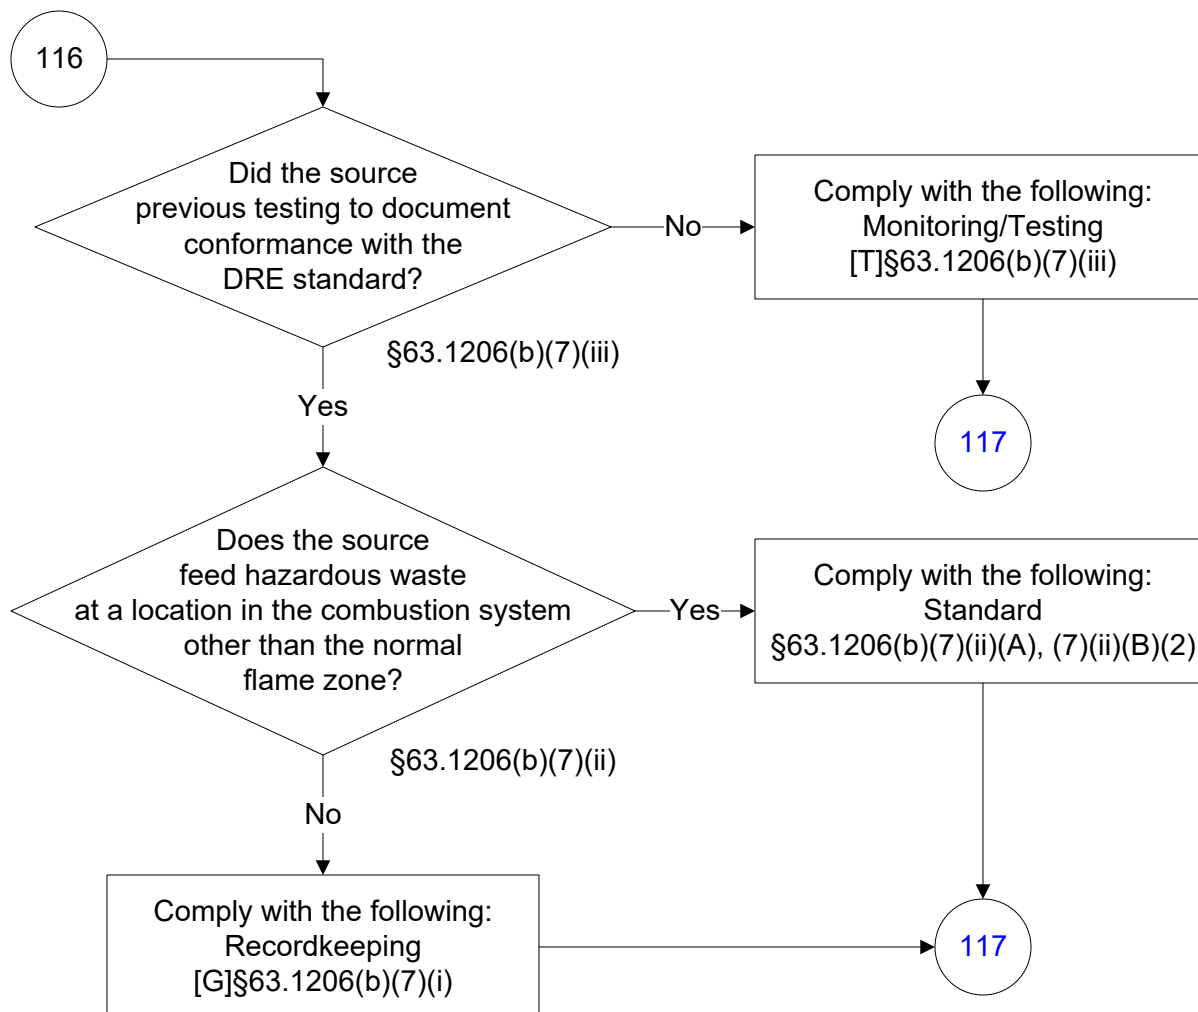 116
Did the source
previous testing to document
conformance with the
DRE standard?
§63.1206(b)(7)(iii)
No
Comply with the following:
Monitoring/Testing
[T]§63.1206(b)(7)(iii)
117
Yes
Does the source
feed hazardous waste
at a location in the combustion system
other than the normal
flame zone?
§63.1206(b)(7)(ii)
Yes
Comply with the following:
Standard
§63.1206(b)(7)(ii)(A), (7)(ii)(B)(2)
No
Comply with the following:
Recordkeeping
[G]§63.1206(b)(7)(i)
117